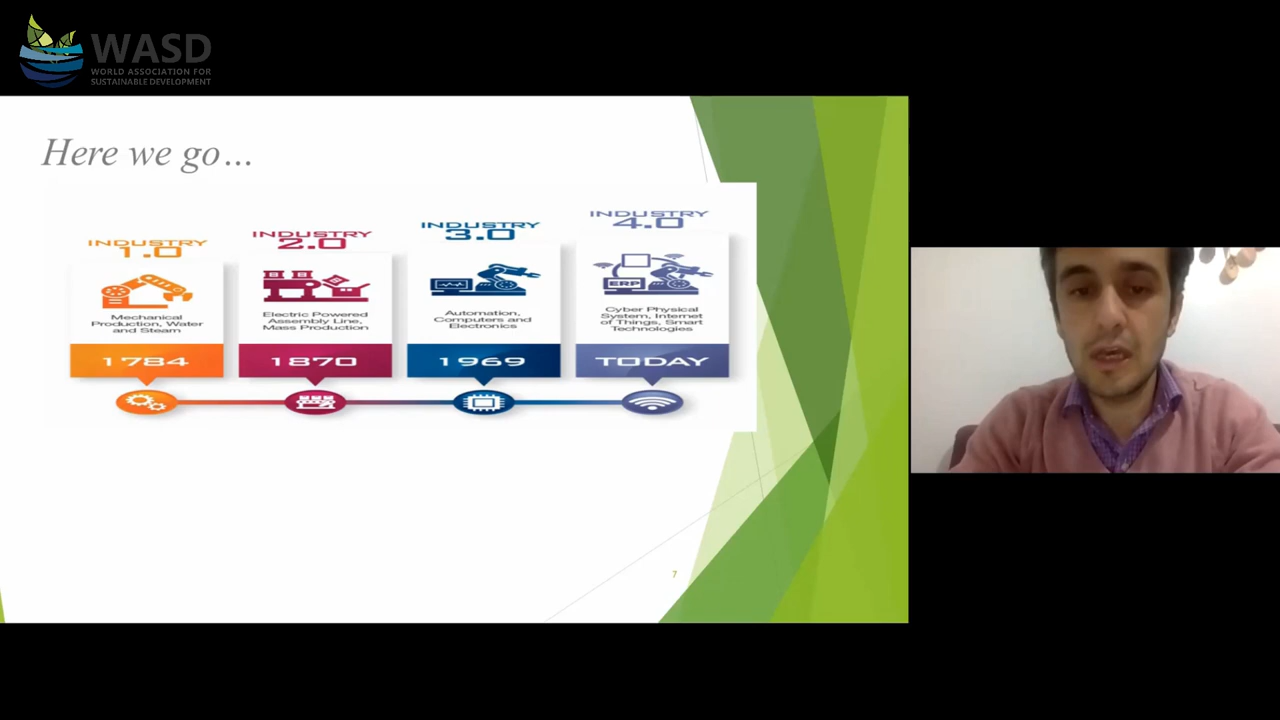 WASD
WORLD ASSOCIATION FOR
SUSTAINABLE DEVELOPMENT
Here we go...
INDUSTRY
1.0
Mechanical
Production, Water
and Steam
1784
INDUSTRY
2.0
Electric Powered
Assembly Line,
Mass Production
1870
INDUSTRY
3.0
Automation,
Computers and
Electronics
1969
INDUSTRY
4.0
ERP
Cyber Physical
System, Internet
of Things, Smart
Technologies
TODAY
7